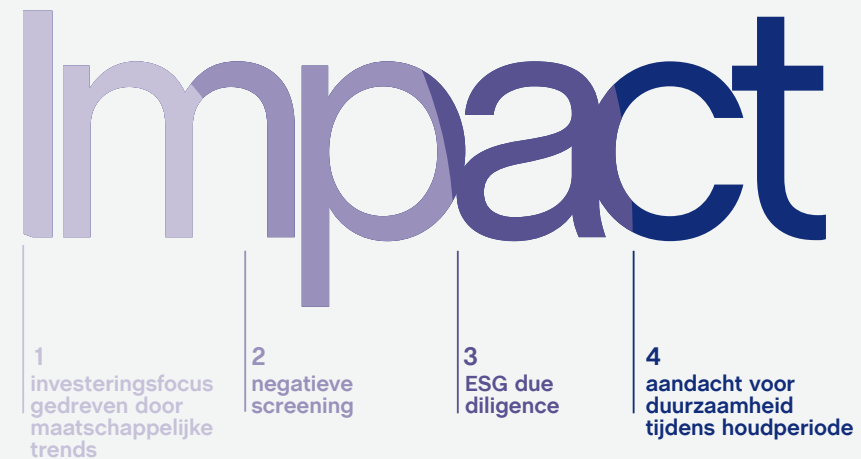 Impact
1
investeringsfocus
gedreven door
maatschappelijke
trends
2
negatieve
screening
3
ESG due
diligence
4
aandacht voor
duurzaamheid
tijdens houdperiode